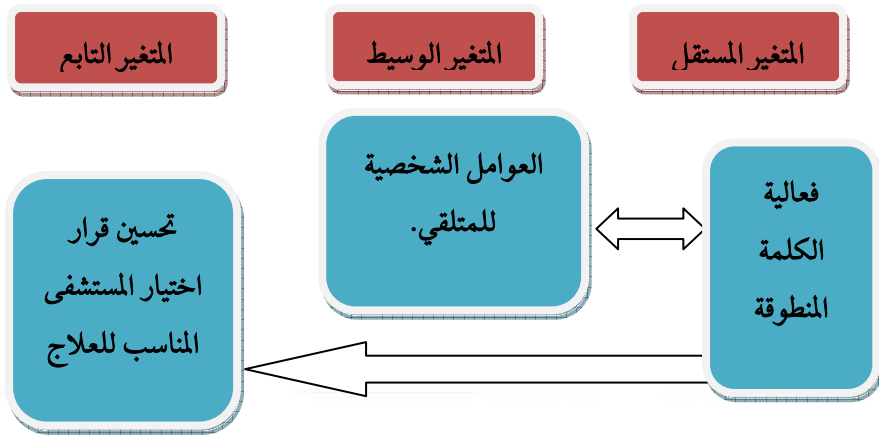 المتغير المستقل
المتغير الوسيط
المتغير التابع
فعالية
الكلمة
المنطوقة
العوامل الشخصية
للمتلقي.
تحسين قرار
اختيار المستشفى
المناسب للعلاج